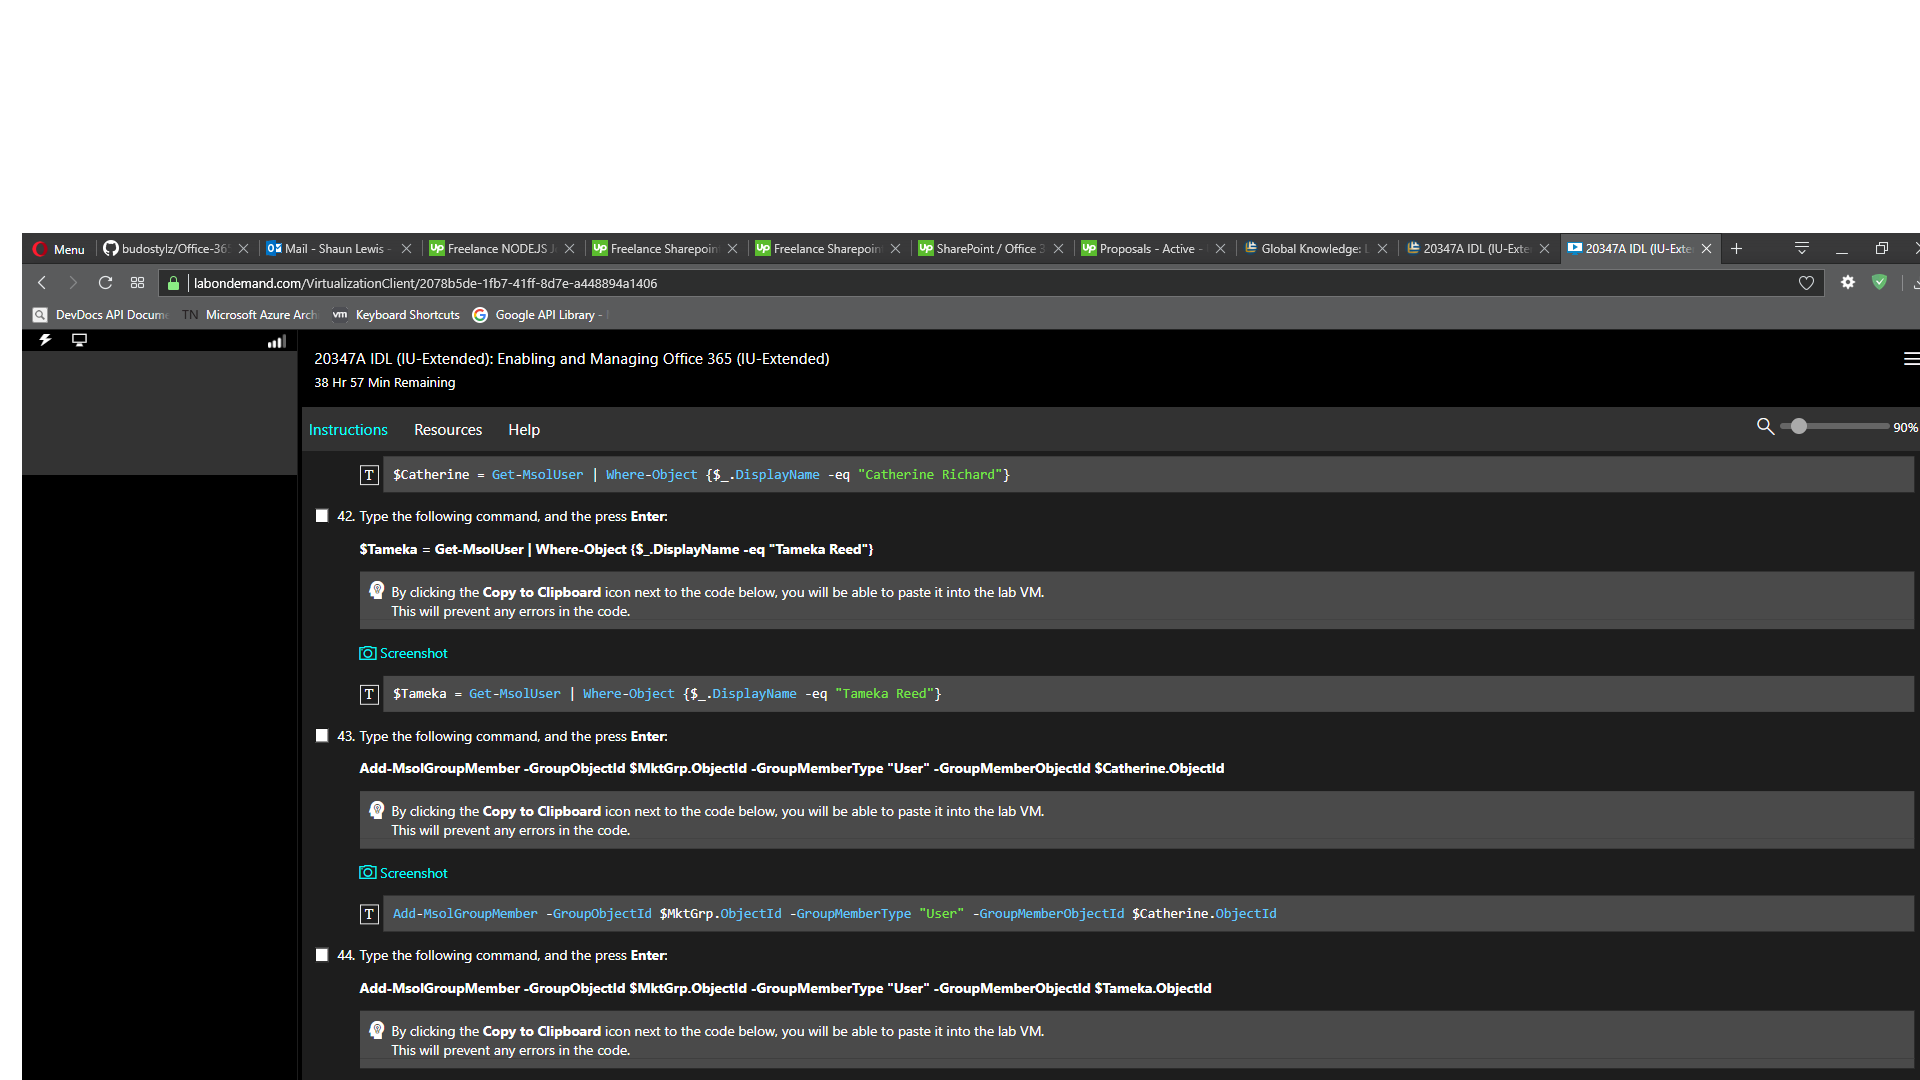 Menu
budostylz/Office-365
Mail - Shaun Lewis -
Freelance NODEJS
Freelance Sharepoint
Freelance Sharepoint
SharePoint / Office 3
Proposals - Active -
Global Knowledge:
20347A IDL (IU-Exte
20347A IDL (IU-Exte
labondemand.com/VirtualizationClient/2078b5de-1fb7-41ff-8d7e-a448894a1406
DevDocs API Docum
TN Microsoft Azure Arch
vm Keyboard Shortcuts
Google API Library -
20347A IDL (IU-Extended): Enabling and Managing Office 365 (IU-Extended)
38 Hr 57 Min Remaining
Instructions Resources Help
90%
T $Catherine = Get-MsolUser | Where-Object {$_.DisplayName -eq "Catherine Richard"}
42. Type the following command, and the press Enter:
$Tameka = Get-MsolUser | Where-Object {$_.DisplayName -eq "Tameka Reed"}
By clicking the Copy to Clipboard icon next to the code below, you will be able to paste it into the lab VM.
This will prevent any errors in the code.
Screenshot
T $Tameka = Get-MsolUser | Where-Object {$_.DisplayName -eq "Tameka Reed"}
43. Type the following command, and the press Enter:
Add-MsolGroupMember -GroupObjectId $MktGrp.ObjectId -GroupMemberType "User" -GroupMemberObjectId $Catherine.ObjectId
By clicking the Copy to Clipboard icon next to the code below, you will be able to paste it into the lab VM.
This will prevent any errors in the code.
Screenshot
T Add-MsolGroupMember -GroupObjectId $MktGrp.ObjectId -GroupMemberType "User" -GroupMemberObjectId $Catherine.ObjectId
44. Type the following command, and the press Enter:
Add-MsolGroupMember -GroupObjectId $MktGrp.ObjectId -GroupMemberType "User" -GroupMemberObjectId $Tameka.ObjectId
By clicking the Copy to Clipboard icon next to the code below, you will be able to paste it into the lab VM.
This will prevent any errors in the code.